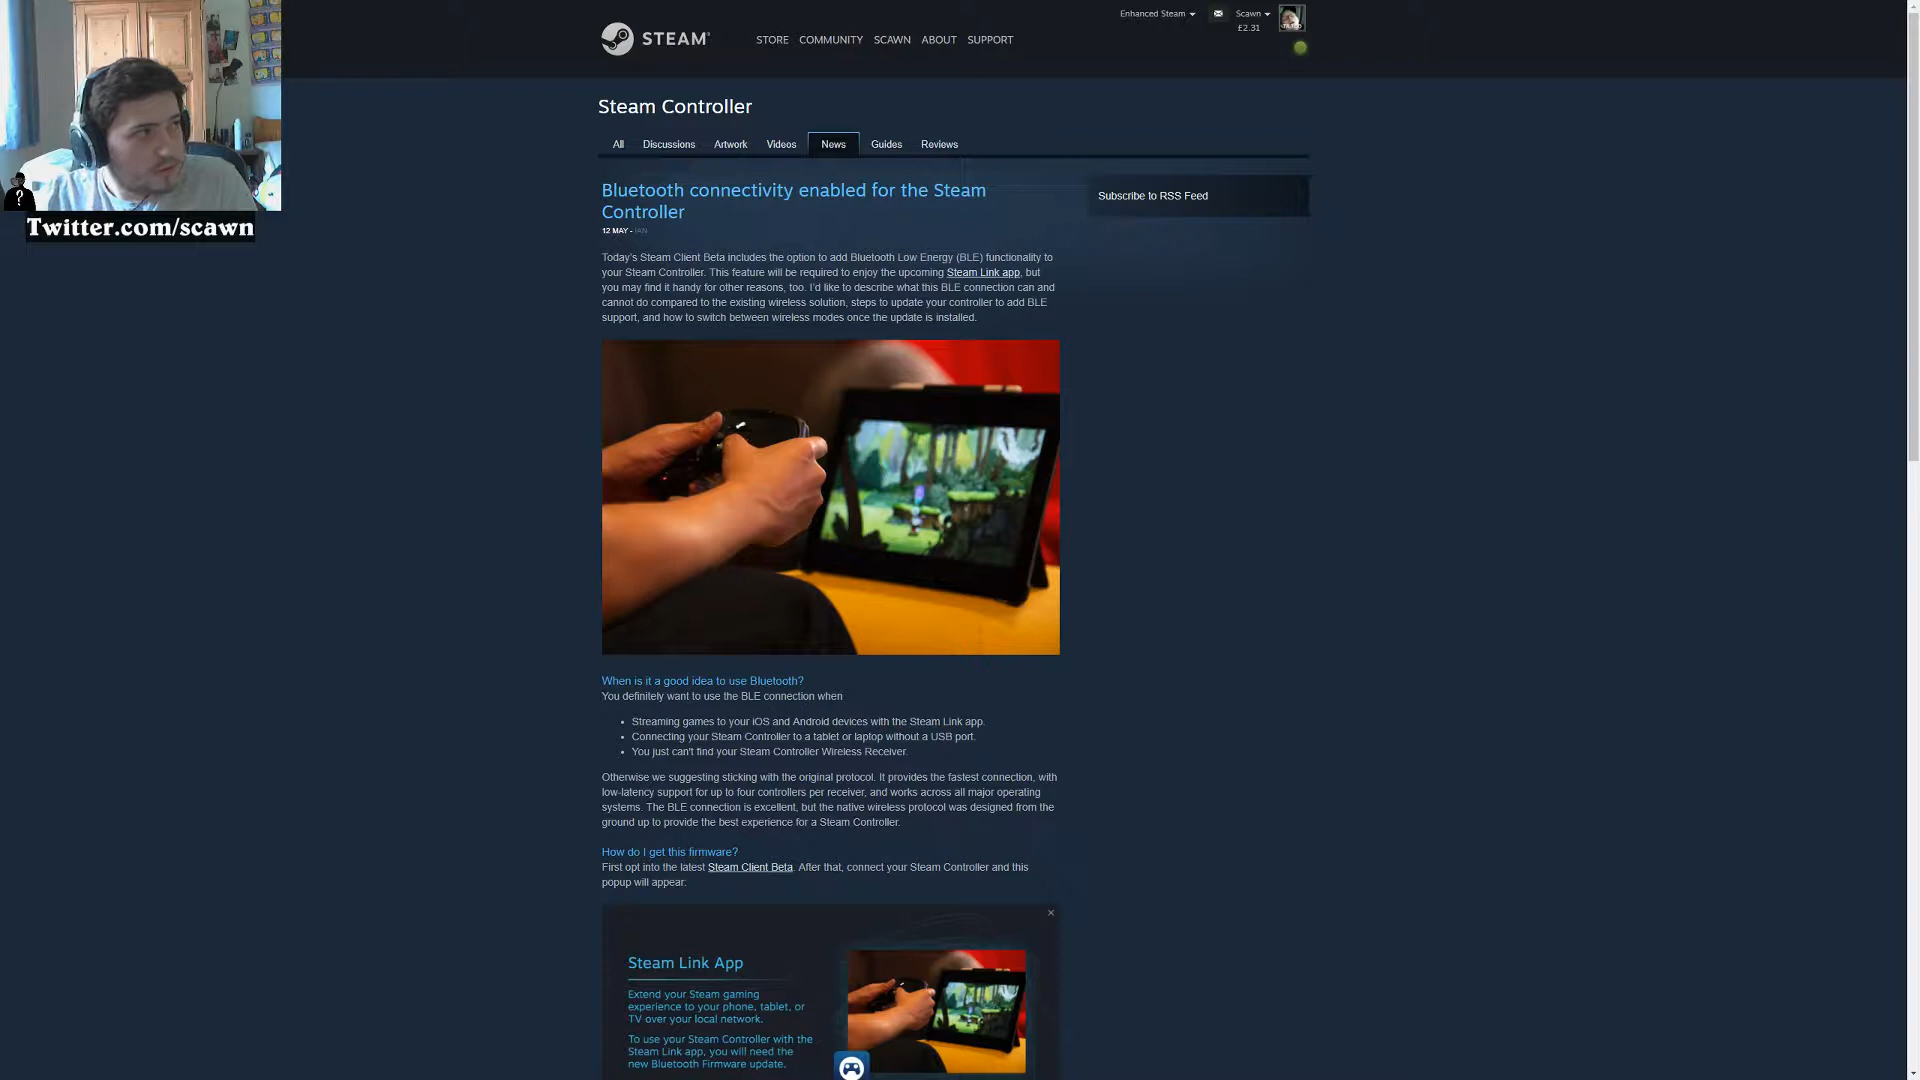 Enhanced Steam
Scawn
£2.31
STEAM
STORE COMMUNITY SCAWN ABOUT SUPPORT
Steam Controller
All Discussions Artwork Videos News Guides Reviews
Bluetooth connectivity enabled for the Steam
Controller
12 MAY - IAN
Subscribe to RSS Feed
?
Twitter.com/scawn
Today's Steam Client Beta includes the option to add Bluetooth Low Energy (BLE) functionality to
your Steam Controller. This feature will be required to enjoy the upcoming Steam Link app, but
you may find it handy for other reasons, too. I'd like to describe what this BLE connection can and
cannot do compared to the existing wireless solution, steps to update your controller to add BLE
support, and how to switch between wireless modes once the update is installed.
When is it a good idea to use Bluetooth?
You definitely want to use the BLE connection when
• Streaming games to your iOS and Android devices with the Steam Link app.
• Connecting your Steam Controller to a tablet or laptop without a USB port.
• You just can't find your Steam Controller Wireless Receiver.
Otherwise we suggesting sticking with the original protocol. It provides the fastest connection, with
low-latency support for up to four controllers per receiver, and works across all major operating
systems. The BLE connection is excellent, but the native wireless protocol was designed from the
ground up to provide the best experience for a Steam Controller.
How do I get this firmware?
First opt into the latest Steam Client Beta. After that, connect your Steam Controller and this
popup will appear:
Steam Link App
Extend your Steam gaming
experience to your phone, tablet, or
TV over your local network.
To use your Steam Controller with the
Steam Link app, you will need the
new Bluetooth Firmware update.